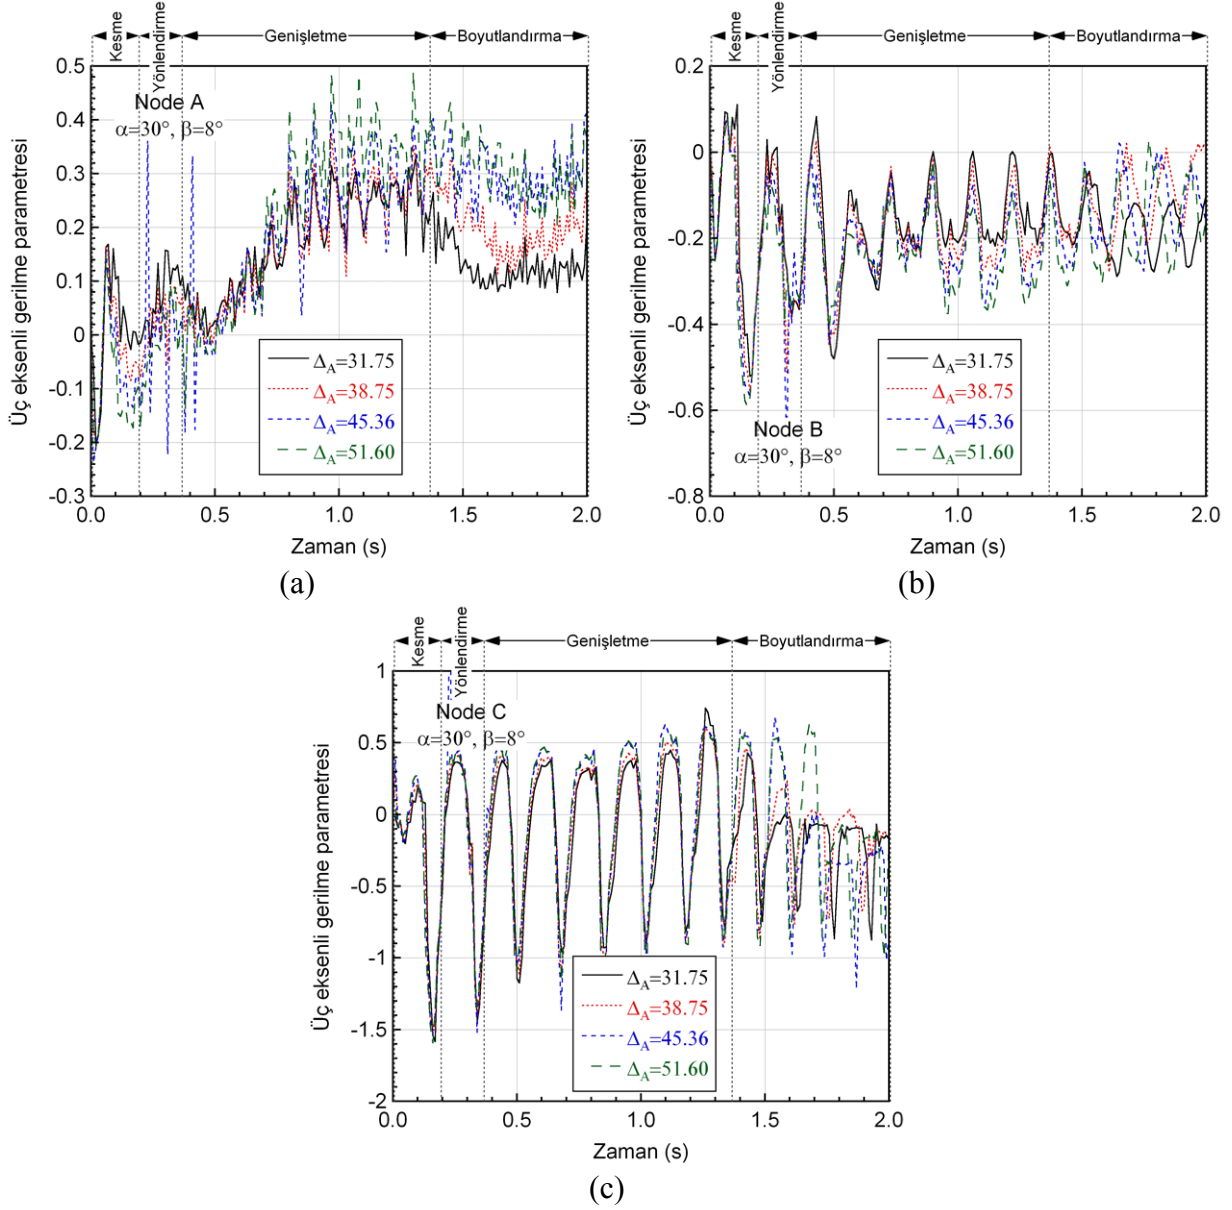 Kesme
Yönlendirme
Genişletme
Boyutlandırma
Üç eksenli gerilme parametresi
0.5
0.4
0.3
0.2
0.1
0
-0.1
-0.2
-0.3
Node A
α=30°, β=8°
Δ_A=31.75
Δ_A=38.75
Δ_A=45.36
Δ_A=51.60
0.0 0.5 1.0 1.5 2.0
Zaman (s)
(a)
Kesme
Yönlendirme
Genişletme
Boyutlandırma
Üç eksenli gerilme parametresi
0.2
0
-0.2
-0.4
-0.6
-0.8
Δ_A=31.75
Δ_A=38.75
Δ_A=45.36
Δ_A=51.60
Node B
α=30°, β=8°
0.0 0.5 1.0 1.5 2.0
Zaman (s)
(b)
Kesme
Yönlendirme
Genişletme
Boyutlandırma
Üç eksenli gerilme parametresi
1
0.5
0
-0.5
-1
-1.5
-2
Node C
α=30°, β=8°
Δ_A=31.75
Δ_A=38.75
Δ_A=45.36
Δ_A=51.60
0.0 0.5 1.0 1.5 2.0
Zaman (s)
(c)